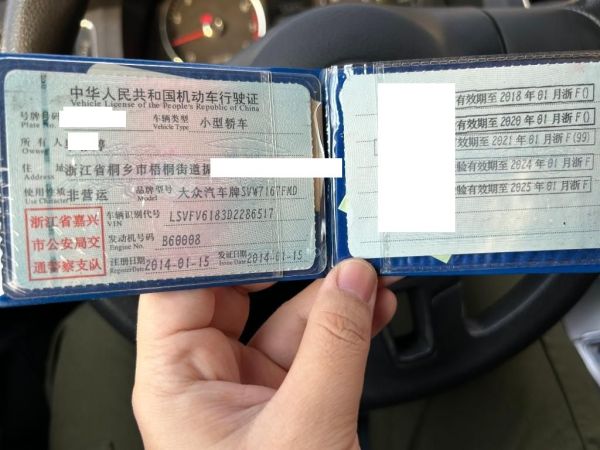 中华人民共和国机动车行驶证
Vehicle License of the People's Republic of China
号牌号码
Plate No.
车辆类型 小型轿车
Vehicle Type
所有人
Owner
住址 浙江省桐乡市梧桐街道振
Address
使用性质 非营运 品牌型号 大众汽车牌SVW7167FMD
Use Character Model
浙江省嘉兴
市公安局交
通警察支队
车辆识别代号 LSVFV6183D2286517
VIN
发动机号码 B60008
Engine No.
注册日期 2014-01-15 发证日期 2014-01-15
Register Date Issue Date
有效期至2018年01月浙F()
有效期至2020年01月浙F()
有效期至2021年01月浙F(99)
验有效期至2024年01月浙F
验有效期至2025年01月浙F